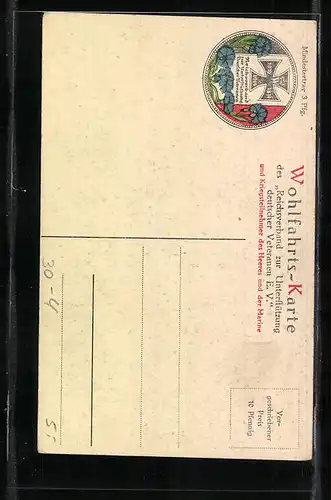 Mindestbetrag 3 Pfg.
Wohlfahrts-Karte
des „Reichsverband zur Unterstützung
deutscher Veteranen E. V."
und Kriegsteilnehmer des Heeres und der Marine
Vor-
geschriebener
Preis
10 Pfennig
30-4
5,-